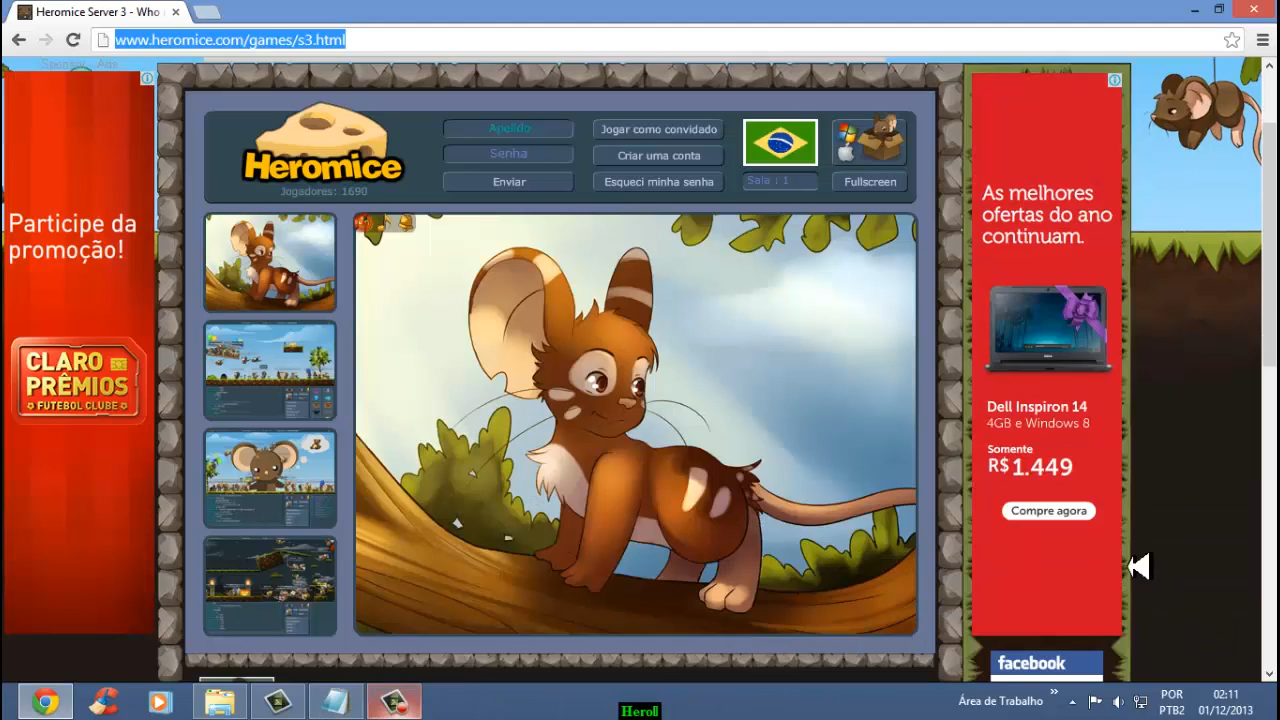 Heromice Server 3 - Who
www.heromice.com/games/s3.html
Sponsor Ads
Participe da
promoção!
CLARO
PRÊMIOS
FUTEBOL CLUBE
Heromice
Jogadores: 1690
Apelido
Senha
Enviar
Jogar como convidado
Criar uma conta
Esqueci minha senha
Sala : 1
Fullscreen
As melhores
ofertas do ano
continuam.
Dell Inspiron 14
4GB e Windows 8
Somente
R$1.449
Compre agora
facebook
Área de Trabalho
POR
PTB2
02:11
01/12/2013
Hero